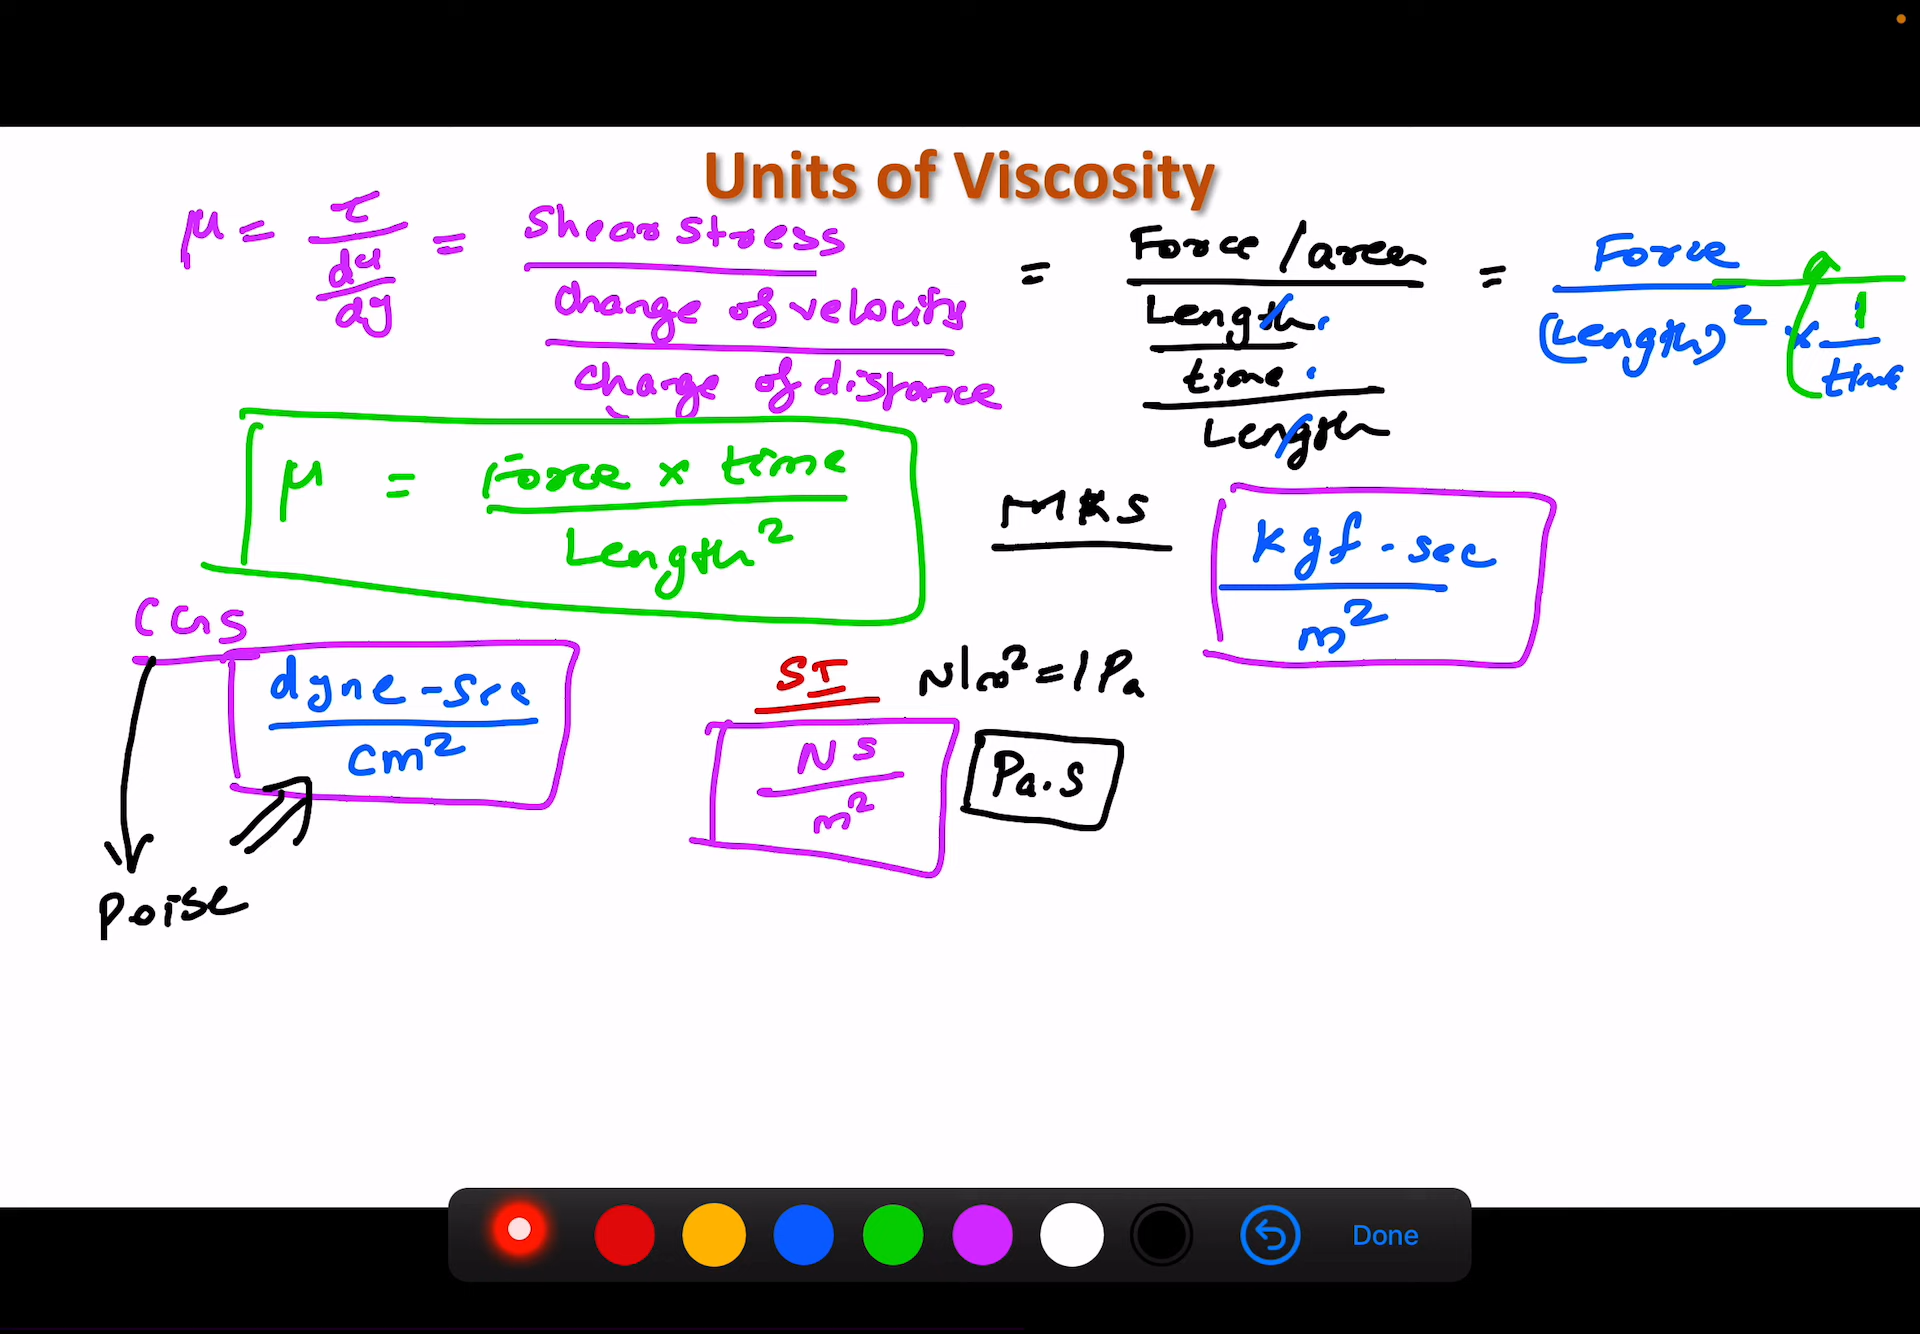 Units of Viscosity
μ = τ / (du/dy) = Shear stress / (change of velocity / change of distance) = Force/area / ((Length/time) / Length) = Force / ((Length)² × 1/time)
μ = Force × time / Length²
MKS kgf-sec / m²
CGS dyne-sec / cm²
SI N/m² = 1 Pa
NS / m² Pa.s
Poise
Done